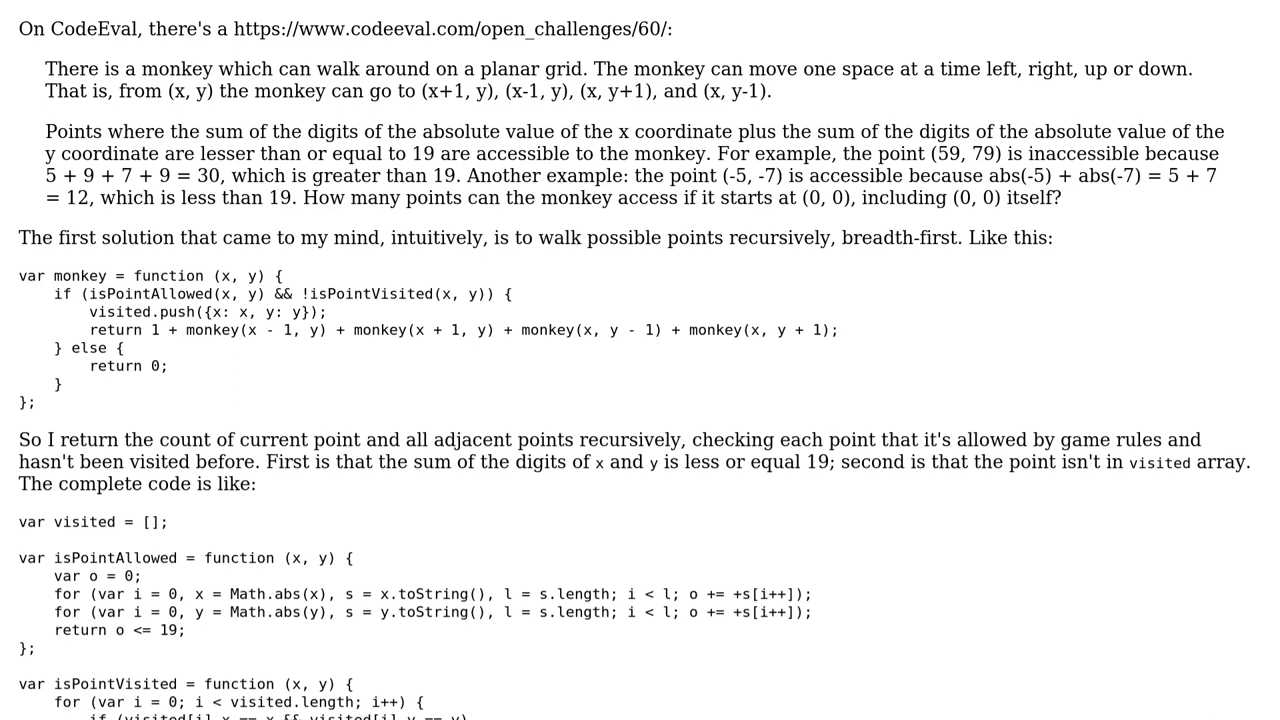 On CodeEval, there's a https://www.codeeval.com/open_challenges/60/:
There is a monkey which can walk around on a planar grid. The monkey can move one space at a time left, right, up or down.
That is, from (x, y) the monkey can go to (x+1, y), (x-1, y), (x, y+1), and (x, y-1).
Points where the sum of the digits of the absolute value of the x coordinate plus the sum of the digits of the absolute value of the
y coordinate are lesser than or equal to 19 are accessible to the monkey. For example, the point (59, 79) is inaccessible because
5 + 9 + 7 + 9 = 30, which is greater than 19. Another example: the point (-5, -7) is accessible because abs(-5) + abs(-7) = 5 + 7
= 12, which is less than 19. How many points can the monkey access if it starts at (0, 0), including (0, 0) itself?
The first solution that came to my mind, intuitively, is to walk possible points recursively, breadth-first. Like this:
var monkey = function (x, y) {
    if (isPointAllowed(x, y) && !isPointVisited(x, y)) {
        visited.push({x: x, y: y});
        return 1 + monkey(x - 1, y) + monkey(x + 1, y) + monkey(x, y - 1) + monkey(x, y + 1);
    } else {
        return 0;
    }
};
So I return the count of current point and all adjacent points recursively, checking each point that it's allowed by game rules and
hasn't been visited before. First is that the sum of the digits of x and y is less or equal 19; second is that the point isn't in visited array.
The complete code is like:
var visited = [];
var isPointAllowed = function (x, y) {
    var o = 0;
    for (var i = 0, x = Math.abs(x), s = x.toString(), l = s.length; i < l; o += +s[i++]);
    for (var i = 0, y = Math.abs(y), s = y.toString(), l = s.length; i < l; o += +s[i++]);
    return o <= 19;
};
var isPointVisited = function (x, y) {
    for (var i = 0; i < visited.length; i++) {
        if (visited[i].x == x && visited[i].y == y)